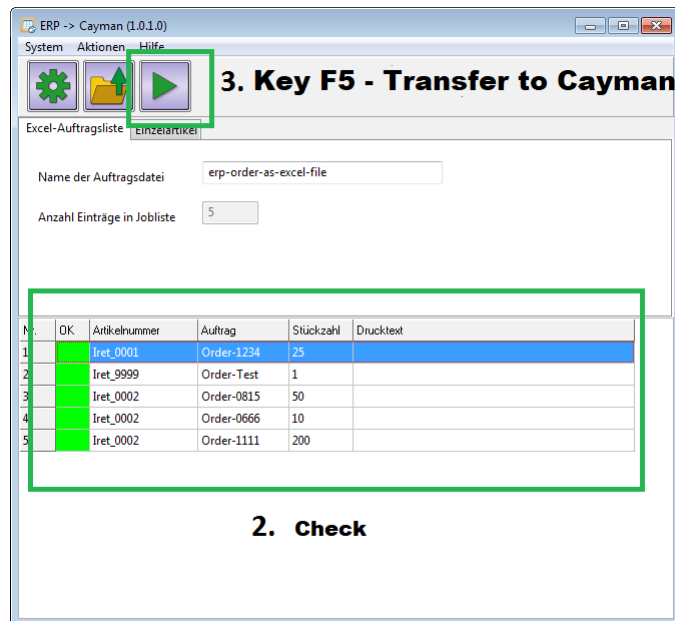 ERP -> Cayman (1.0.1.0)
System Aktionen Hilfe
3. Key F5 - Transfer to Cayman
Excel-Auftragsliste Einzelartikel
Name der Auftragsdatei erp-order-as-excel-file
Anzahl Einträge in Jobliste 5
Nr. OK Artikelnummer Auftrag Stückzahl Drucktext
1 Iret_0001 Order-1234 25
2 Iret_9999 Order-Test 1
3 Iret_0002 Order-0815 50
4 Iret_0002 Order-0666 10
5 Iret_0002 Order-1111 200
2. Check